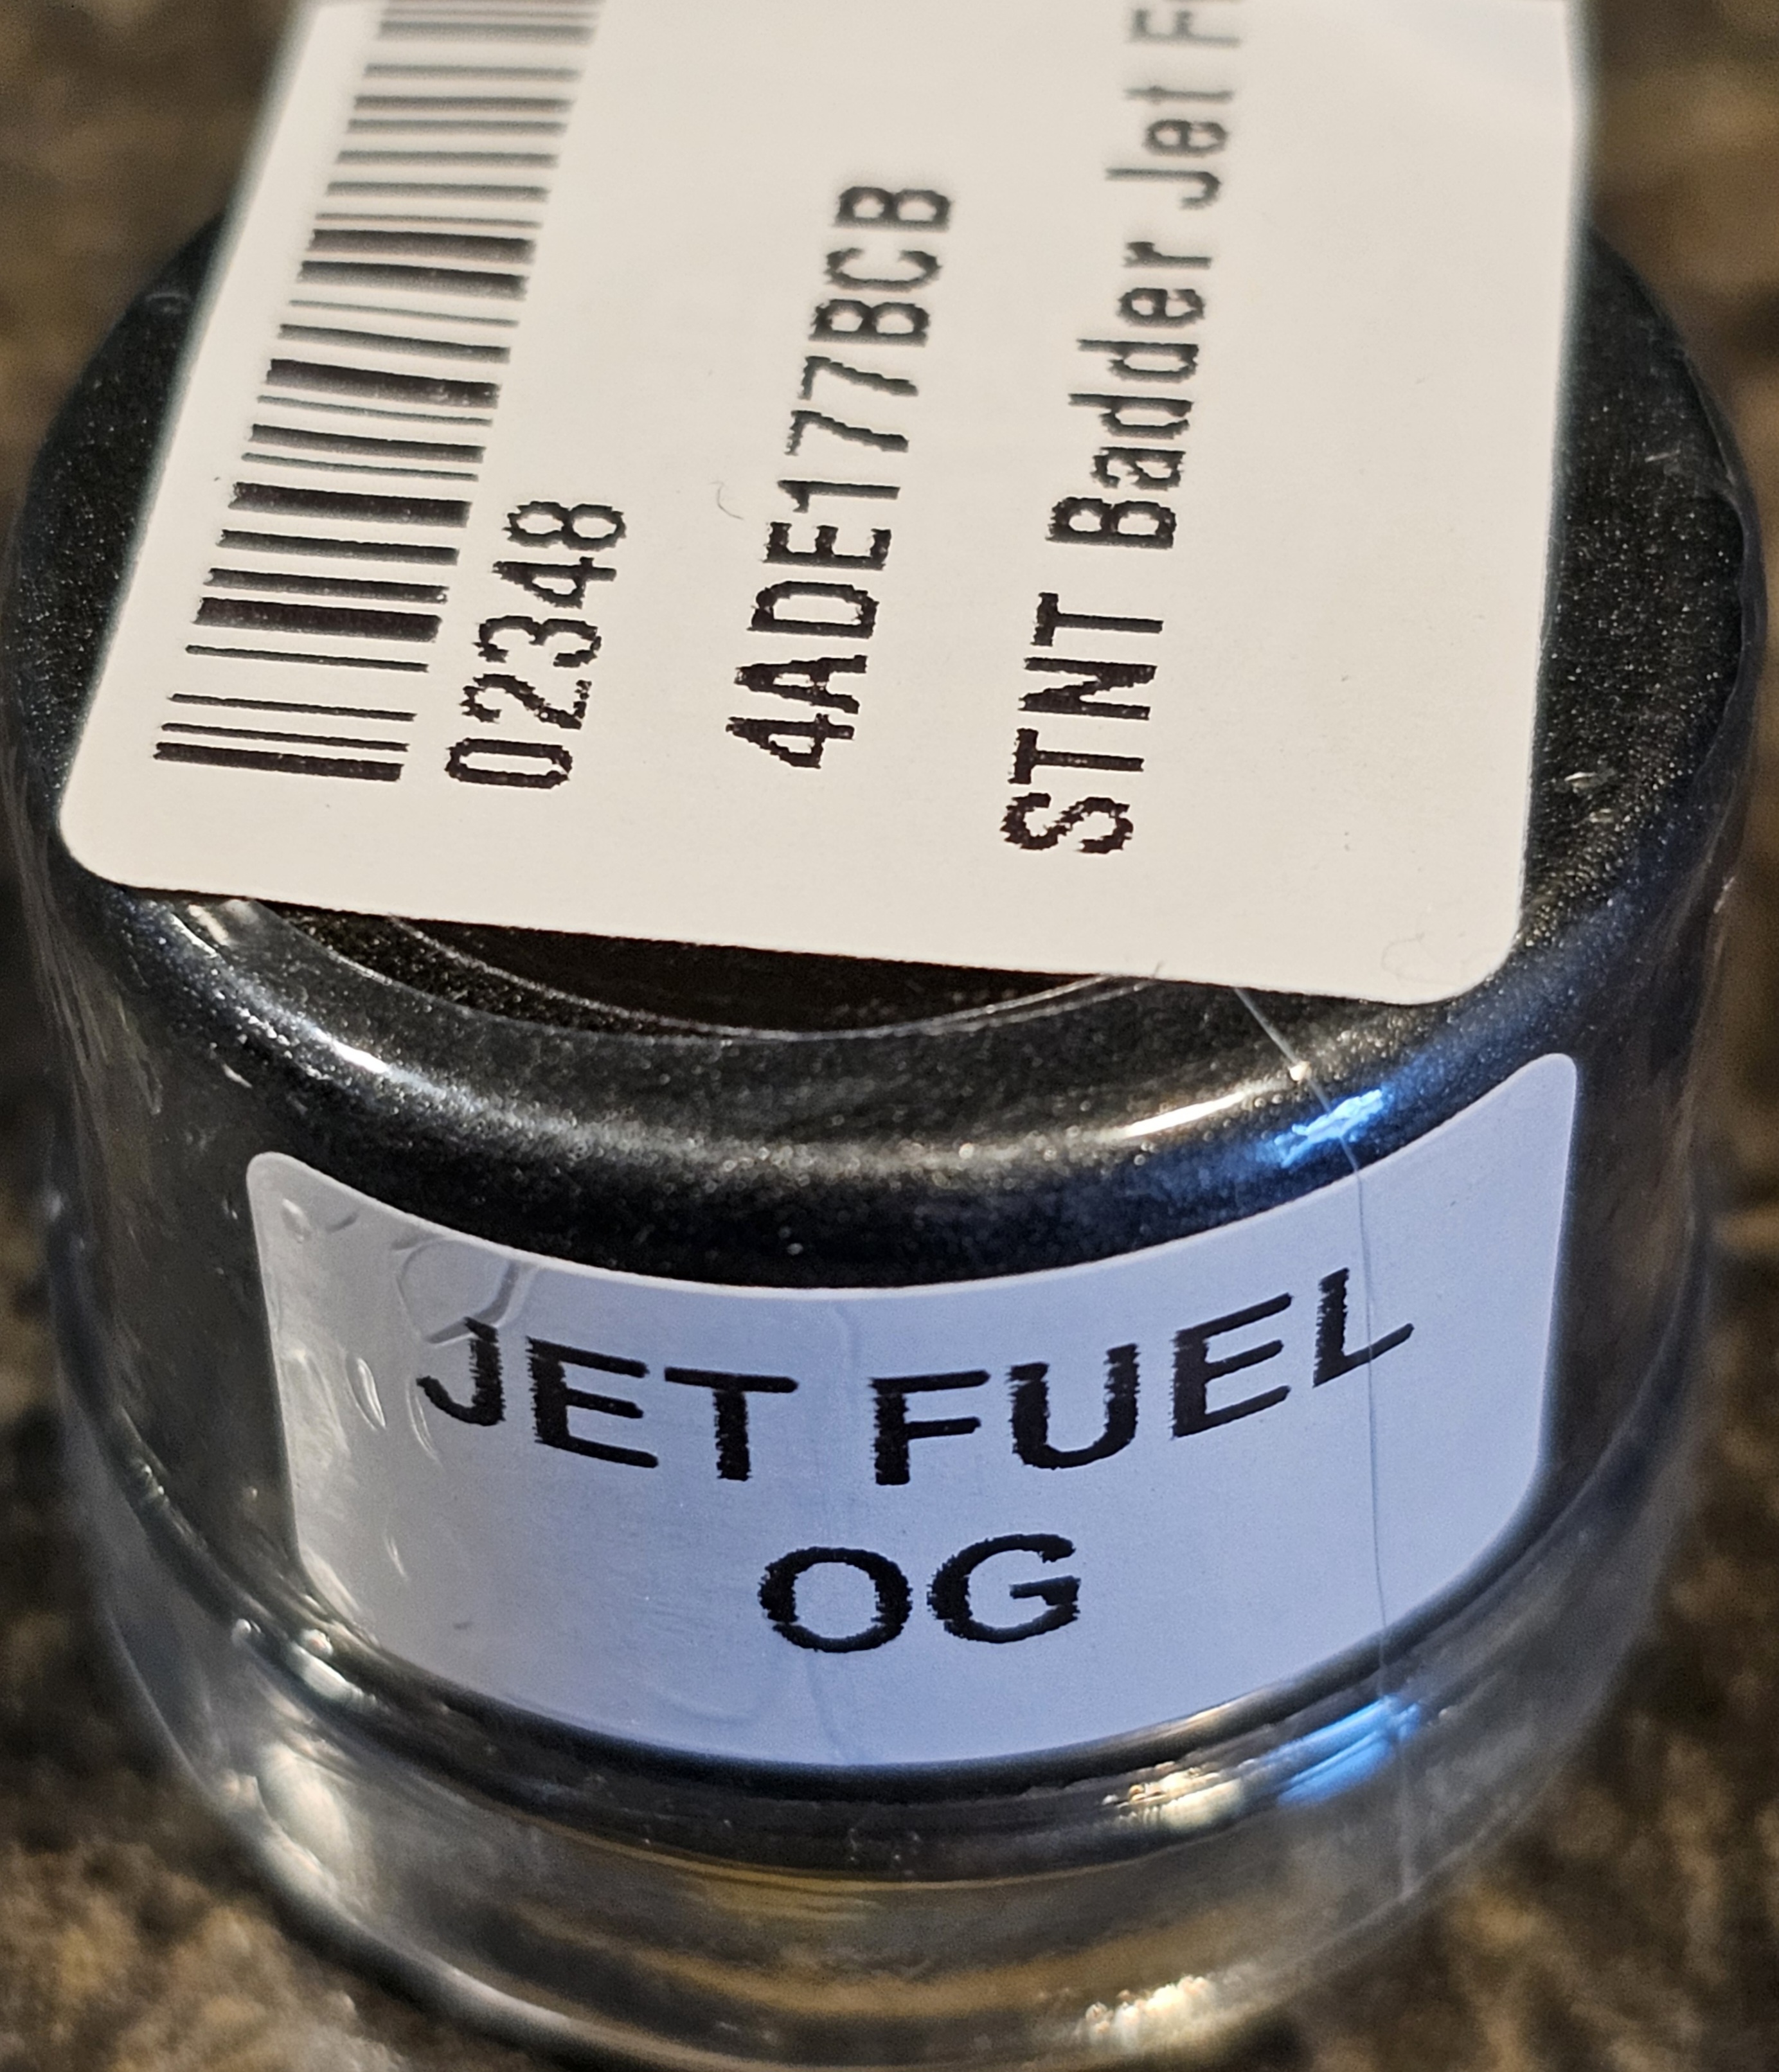 02348
4ADE177BCB
STNT Badder Jet
JET FUEL
OG